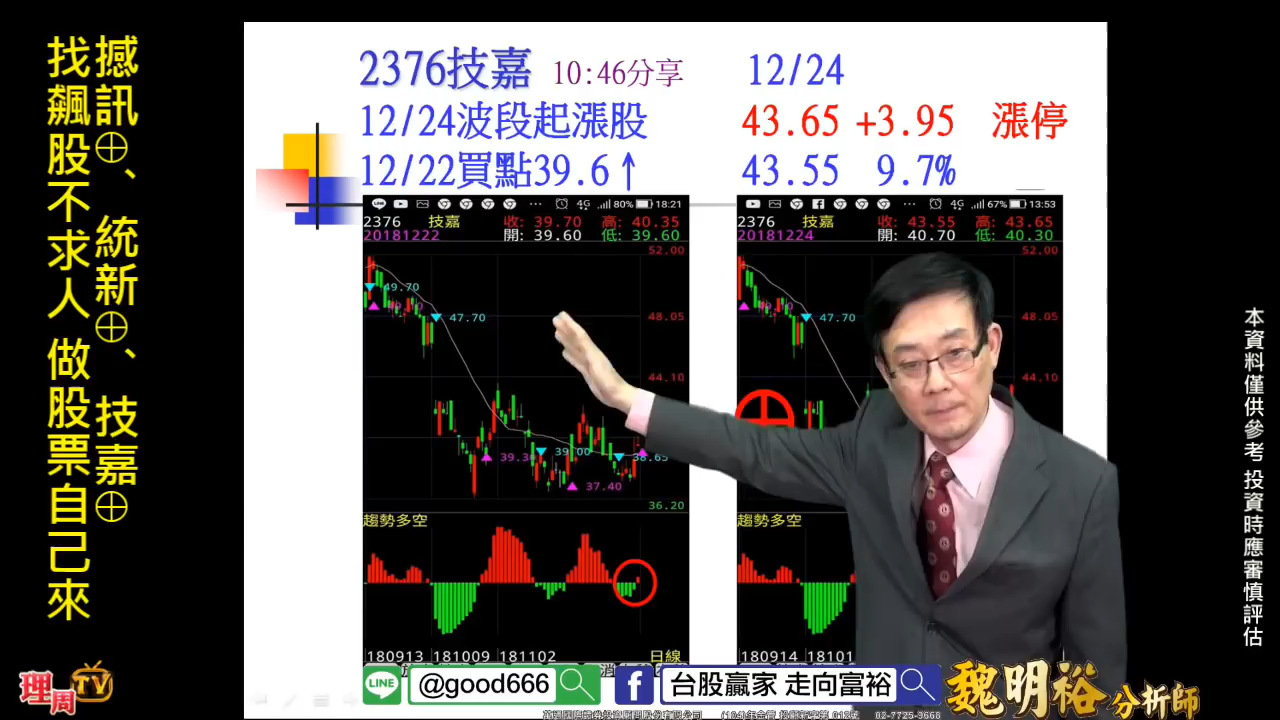 撼訊⊕、統新⊕、技嘉⊕
找飆股不求人 做股票自己來
2376技嘉 10:46分享
12/24波段起漲股
12/22買點39.6↑
12/24
43.65 +3.95 漲停
43.55 9.7%
80% 18:21
2376 技嘉 收: 39.70 高: 40.35
20181222 開: 39.60 低: 39.60
52.00
49.70
47.70
48.05
44.10
39.00
38.65
37.40
36.20
趨勢多空
180913 181009 181102 日線
4G 67% 13:53
2376 技嘉 收: 43.55 高: 43.65
20181224 開: 40.70 低: 40.30
52.00
47.70
48.05
44.10
趨勢多空
180914
本資料僅供參考 投資時應審慎評估
理周TV
LINE @good666
f 台股贏家 走向富裕
魏明裕 分析師
02-7725-3668